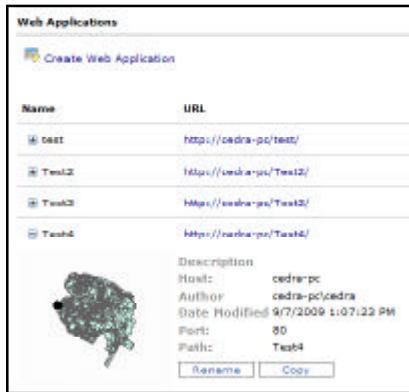 Web Applications
Create Web Application
Name URL
test http://cedra-pc/test/
Test2 http://cedra-pc/Test2/
Test3 http://cedra-pc/Test3/
Test4 http://cedra-pc/Test4/
Description
Host: cedra-pc
Author cedra-pc\cedra
Date Modified 9/7/2009 1:07:23 PM
Port: 80
Path: Test4
Rename Copy